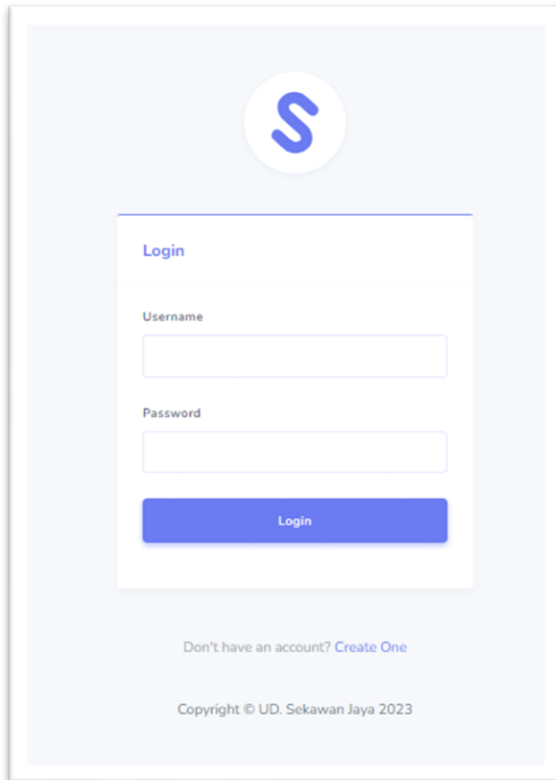 S
Login
Username
Password
Login
Don't have an account? Create One
Copyright © UD. Sekawan Jaya 2023